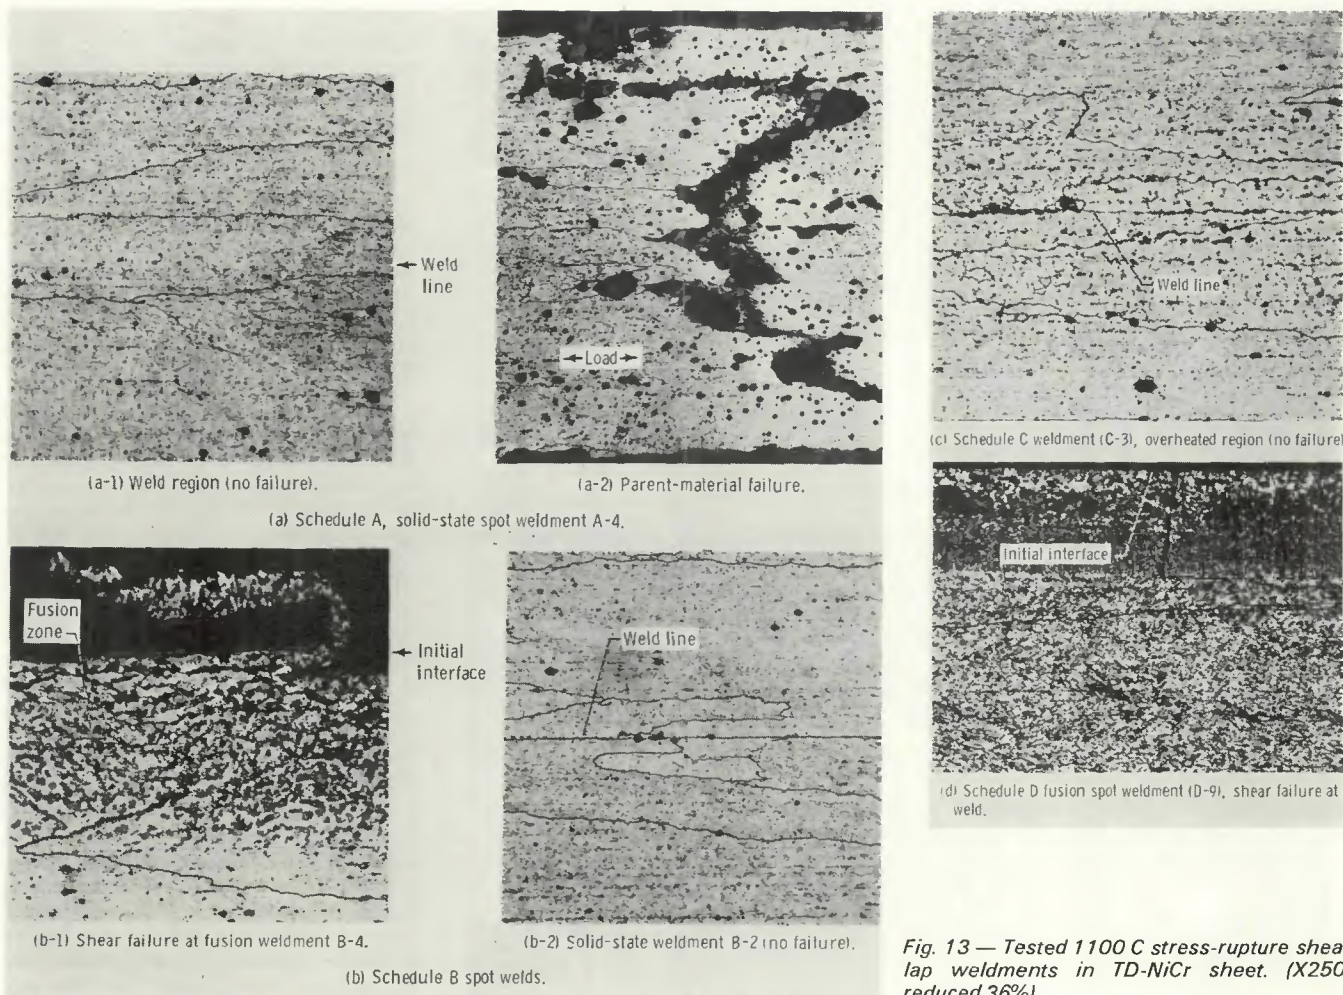 ← Weld
line
←Load→
Weld line
(a-1) Weld region (no failure).
(a-2) Parent-material failure.
(a) Schedule A, solid-state spot weldment A-4.
(c) Schedule C weldment (C-3), overheated region (no failure)
Fusion
zone
← Initial
interface
Weld line
Initial interface
(d) Schedule D fusion spot weldment (D-9), shear failure at
weld.
(b-1) Shear failure at fusion weldment B-4.
(b-2) Solid-state weldment B-2 (no failure).
(b) Schedule B spot welds.
Fig. 13 — Tested 1100 C stress-rupture shea
lap weldments in TD-NiCr sheet. (X250
reduced 36%)